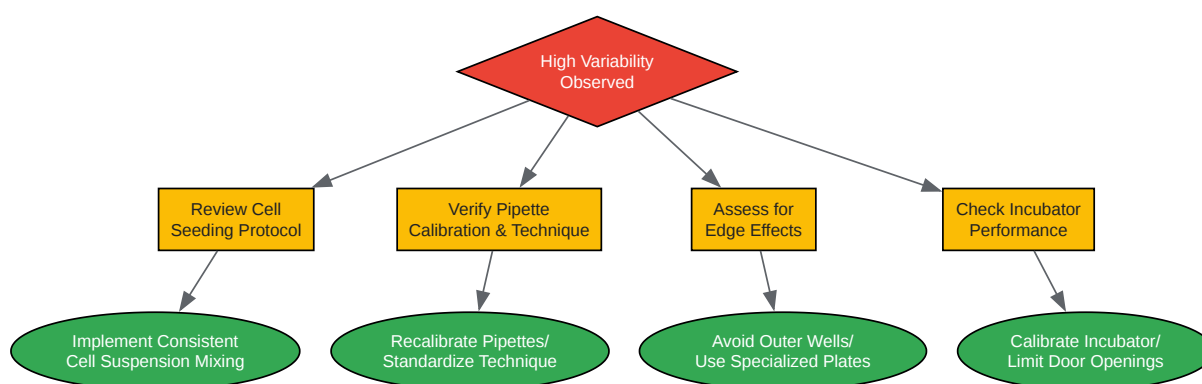 High Variability
Observed
Review Cell
Seeding Protocol
Verify Pipette
Calibration & Technique
Assess for
Edge Effects
Check Incubator
Performance
Implement Consistent
Cell Suspension Mixing
Recalibrate Pipettes/
Standardize Technique
Avoid Outer Wells/
Use Specialized Plates
Calibrate Incubator/
Limit Door Openings